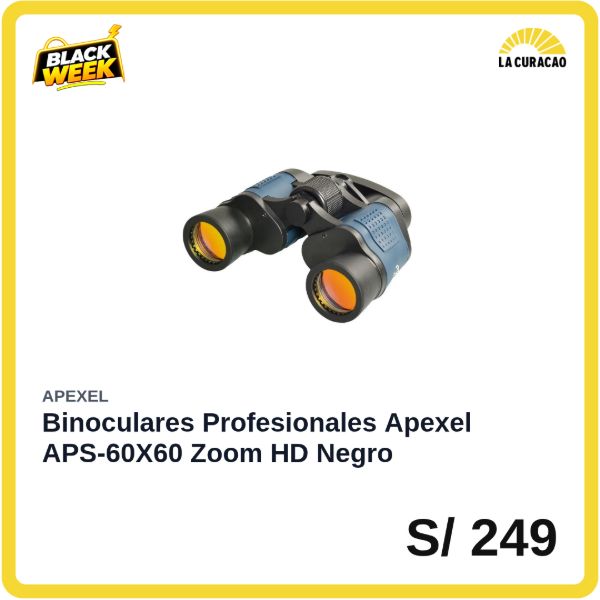 BLACK
WEEK
LA CURACAO
APEXEL
Binoculares Profesionales Apexel
APS-60X60 Zoom HD Negro
S/ 249